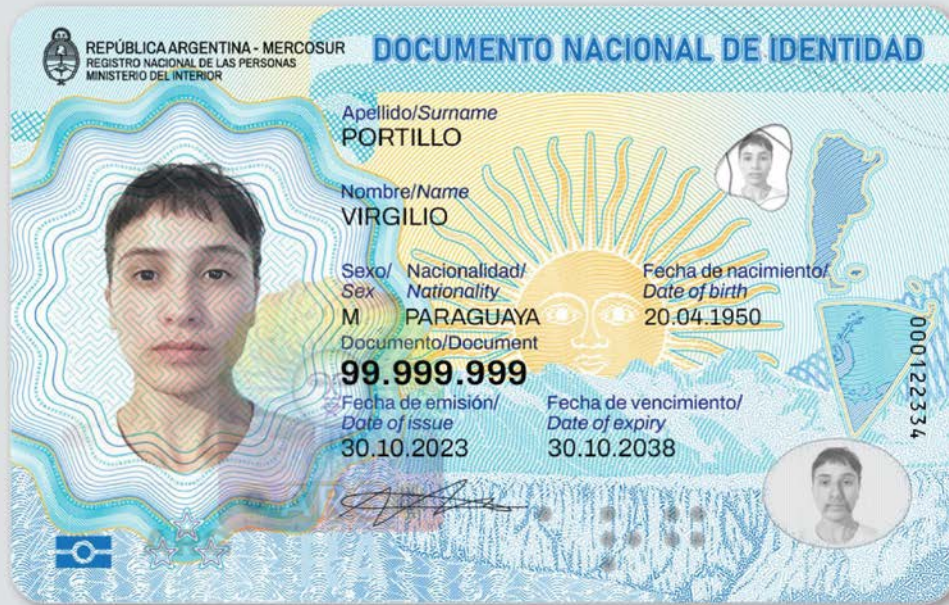 REPÚBLICA ARGENTINA - MERCOSUR
REGISTRO NACIONAL DE LAS PERSONAS
MINISTERIO DEL INTERIOR
DOCUMENTO NACIONAL DE IDENTIDAD
Apellido/Surname
PORTILLO
Nombre/Name
VIRGILIO
Sexo/ Nacionalidad/ Fecha de nacimiento/
Sex Nationality Date of birth
M PARAGUAYA 20.04.1950
Documento/Document
99.999.999
Fecha de emisión/ Fecha de vencimiento/
Date of issue Date of expiry
30.10.2023 30.10.2038
000122334